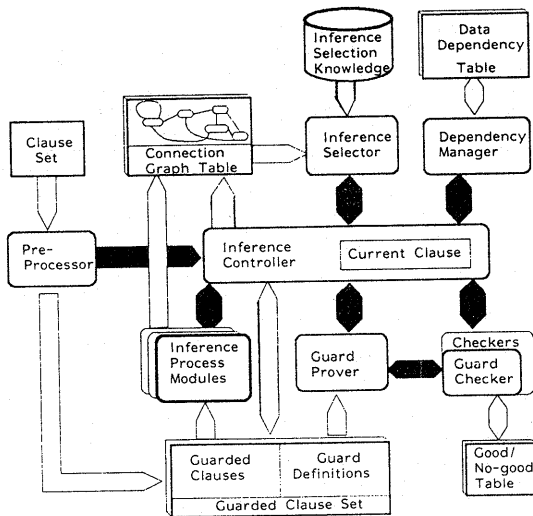 Inference
Selection
Knowledge
Data
Dependency
Table
Clause
Set
Connection
Graph Table
Inference
Selector
Dependency
Manager
Pre-
Processor
Inference
Controller
Current Clause
Inference
Process
Modules
Guard
Prover
Checkers
Guard
Checker
Guarded
Clauses
Guard
Definitions
Guarded Clause Set
Good/
No-good
Table